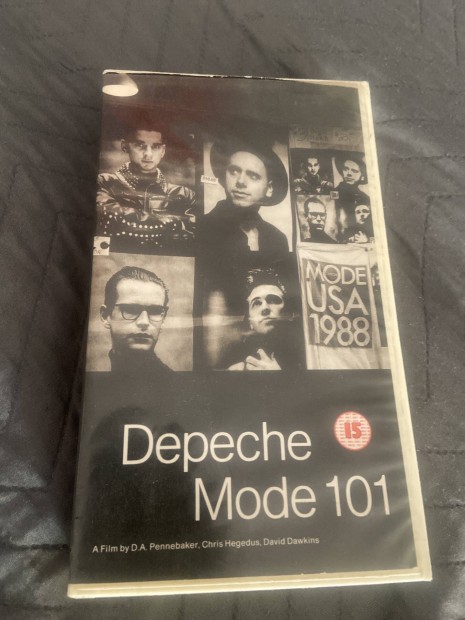 MODE
USA
1988
Depeche
15
Mode 101
A Film by D.A. Pennebaker, Chris Hegedus, David Dawkins